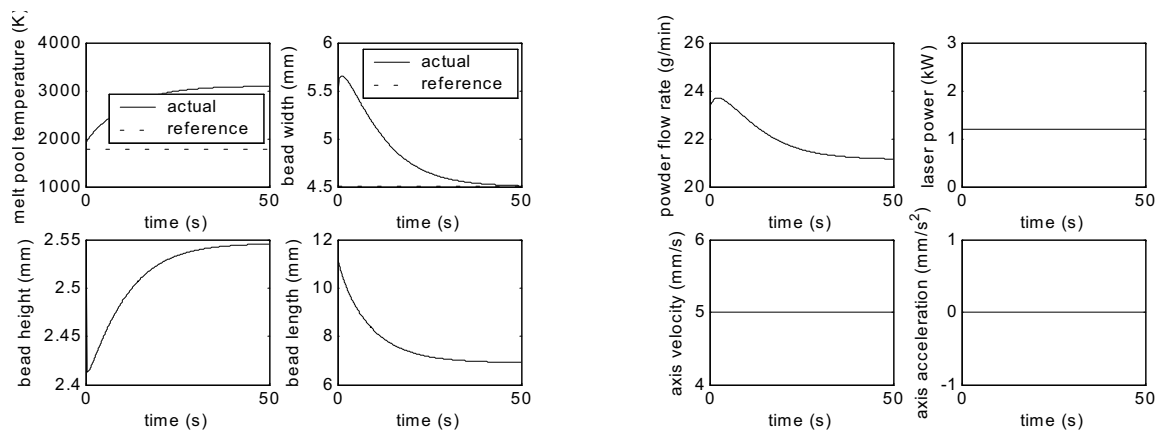 melt pool temperature (K)
4000
3000
2000
1000
actual
reference
0
50
time (s)
bead width (mm)
6
5.5
5
4.5
actual
reference
0
50
time (s)
powder flow rate (g/min)
26
24
22
20
0
50
time (s)
laser power (kW)
3
2
1
0
0
50
time (s)
bead height (mm)
2.55
2.5
2.45
2.4
0
50
time (s)
bead length (mm)
12
10
8
6
0
50
time (s)
axis velocity (mm/s)
6
5
4
0
50
time (s)
axis acceleration (mm/s²)
1
0
-1
0
50
time (s)